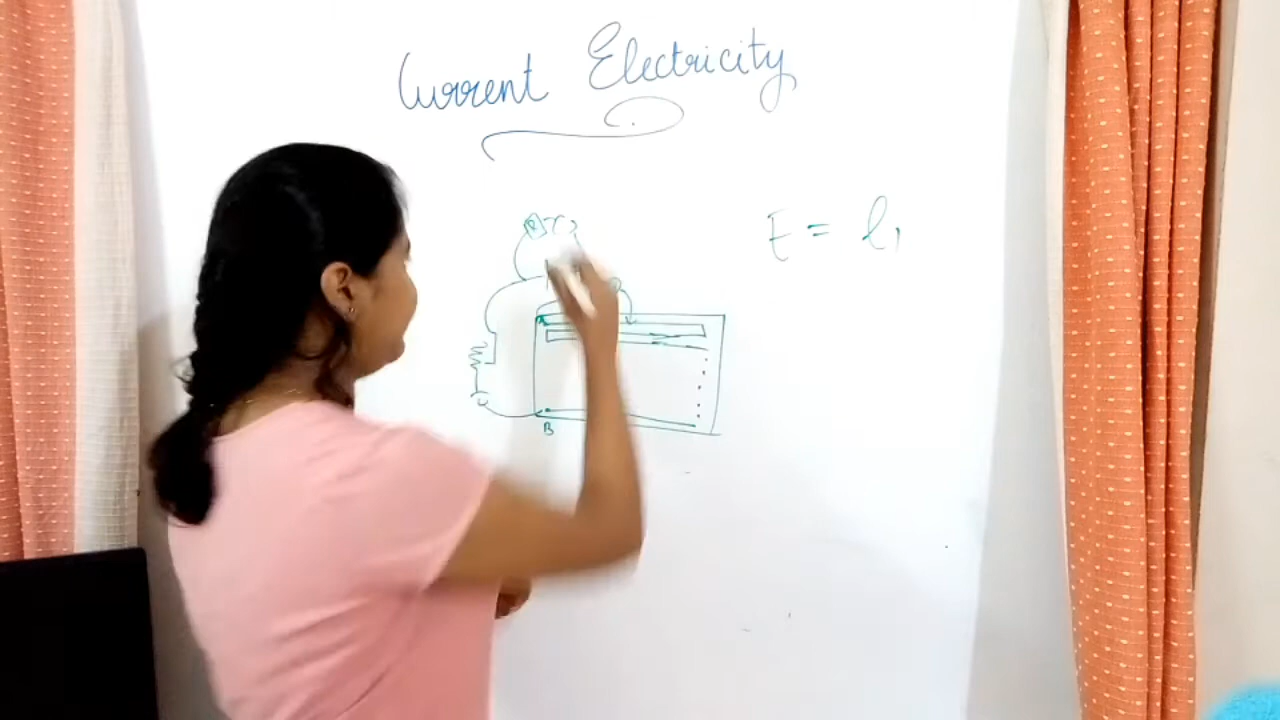 Current Electricity
R
E = l₁
A
B